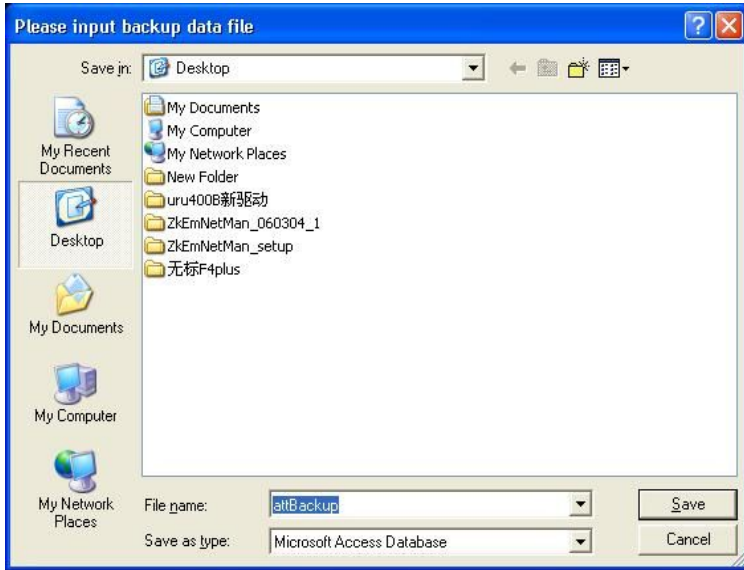 Please input backup data file
Save in:
Desktop
My Recent
Documents
Desktop
My Documents
My Computer
My Network
Places
My Documents
My Computer
My Network Places
New Folder
uru400B新驱动
ZkEmNetMan_060304_1
ZkEmNetMan_setup
无标F4plus
File name:
attBackup
Save
Save as type:
Microsoft Access Database
Cancel